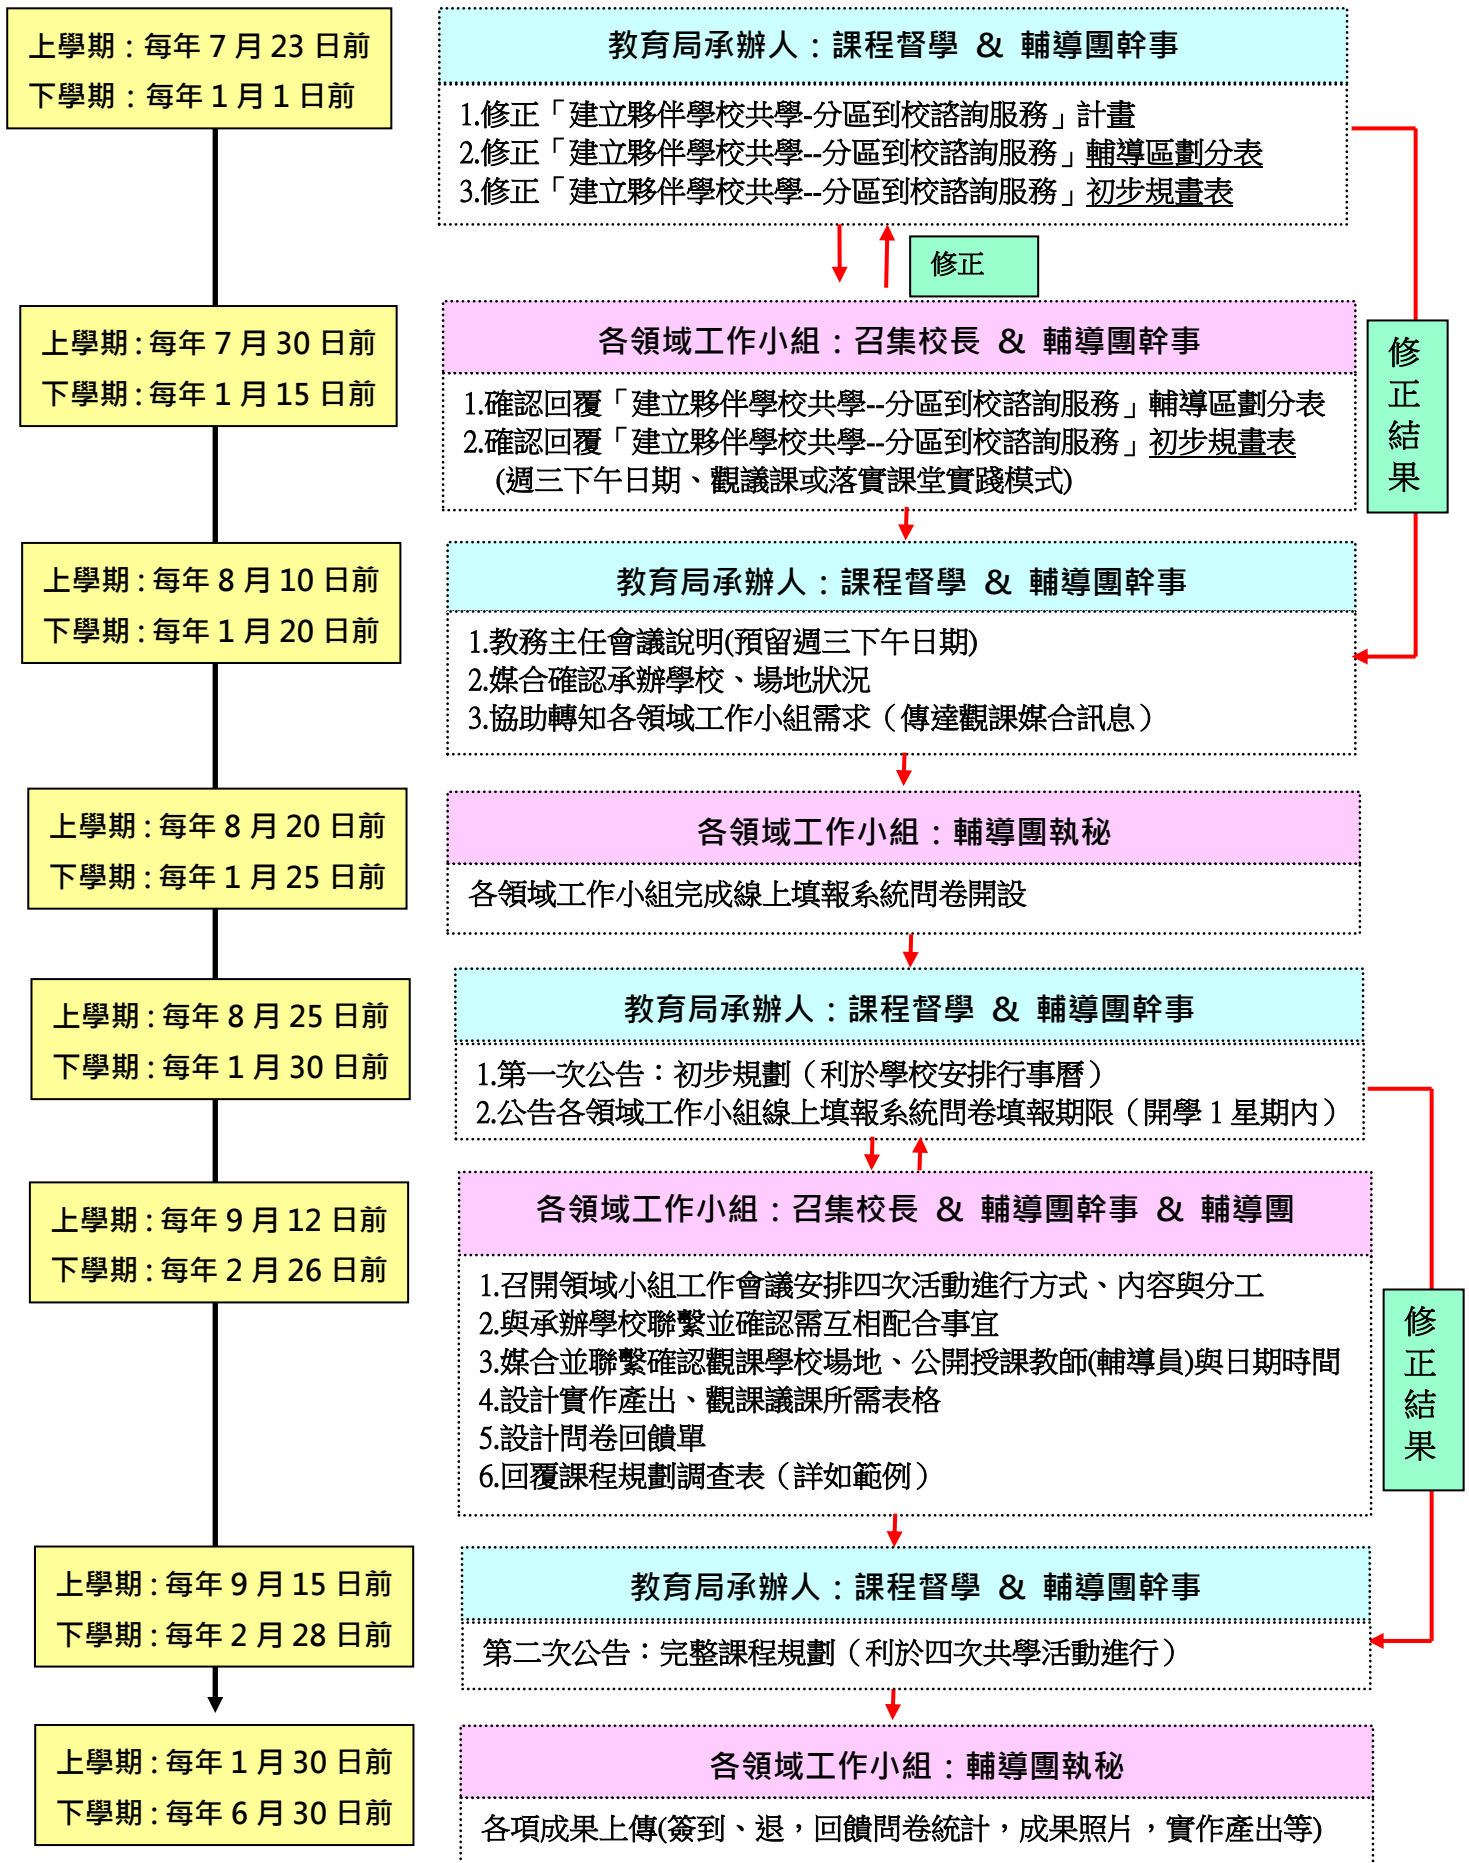 上學期：每年 7 月 23 日前
下學期：每年 1 月 1 日前
教育局承辦人：課程督學 ＆ 輔導團幹事
1.修正「建立夥伴學校共學-分區到校諮詢服務」計畫
2.修正「建立夥伴學校共學--分區到校諮詢服務」輔導區劃分表
3.修正「建立夥伴學校共學--分區到校諮詢服務」初步規畫表
修正
上學期：每年 7 月 30 日前
下學期：每年 1 月 15 日前
各領域工作小組：召集校長 ＆ 輔導團幹事
1.確認回覆「建立夥伴學校共學--分區到校諮詢服務」輔導區劃分表
2.確認回覆「建立夥伴學校共學--分區到校諮詢服務」初步規畫表
(週三下午日期、觀議課或落實課堂實踐模式)
修正結果
上學期：每年 8 月 10 日前
下學期：每年 1 月 20 日前
教育局承辦人：課程督學 ＆ 輔導團幹事
1.教務主任會議說明(預留週三下午日期)
2.媒合確認承辦學校、場地狀況
3.協助轉知各領域工作小組需求（傳達觀課媒合訊息）
上學期：每年 8 月 20 日前
下學期：每年 1 月 25 日前
各領域工作小組：輔導團執秘
各領域工作小組完成線上填報系統問卷開設
上學期：每年 8 月 25 日前
下學期：每年 1 月 30 日前
教育局承辦人：課程督學 ＆ 輔導團幹事
1.第一次公告：初步規劃（利於學校安排行事曆）
2.公告各領域工作小組線上填報系統問卷填報期限（開學 1 星期內）
上學期：每年 9 月 12 日前
下學期：每年 2 月 26 日前
各領域工作小組：召集校長 ＆ 輔導團幹事 ＆ 輔導團
1.召開領域小組工作會議安排四次活動進行方式、內容與分工
2.與承辦學校聯繫並確認需互相配合事宜
3.媒合並聯繫確認觀課學校場地、公開授課教師(輔導員)與日期時間
4.設計實作產出、觀課議課所需表格
5.設計問卷回饋單
6.回覆課程規劃調查表（詳如範例）
修正結果
上學期：每年 9 月 15 日前
下學期：每年 2 月 28 日前
教育局承辦人：課程督學 ＆ 輔導團幹事
第二次公告：完整課程規劃（利於四次共學活動進行）
上學期：每年 1 月 30 日前
下學期：每年 6 月 30 日前
各領域工作小組：輔導團執秘
各項成果上傳(簽到、退，回饋問卷統計，成果照片，實作產出等)